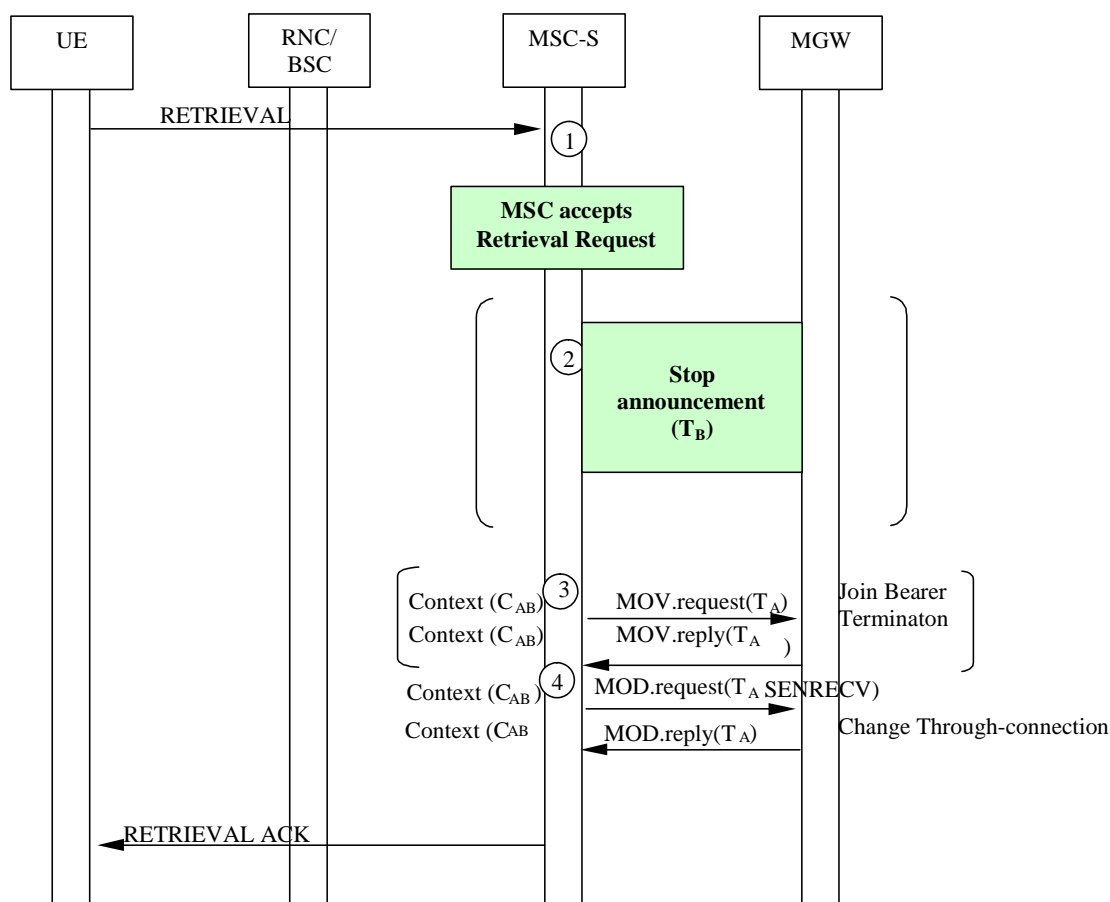 UE
RNC/
BSC
MSC-S
MGW
RETRIEVAL
1
MSC accepts
Retrieval Request
2
Stop
announcement
(TB)
3
Context (CAB)
MOV.request(TA)
Join Bearer
Terminaton
Context (CAB)
MOV.reply(TA )
4
Context (CAB)
MOD.request(TA SENRECV)
Context (CAB
MOD.reply(TA)
Change Through-connection
RETRIEVAL ACK